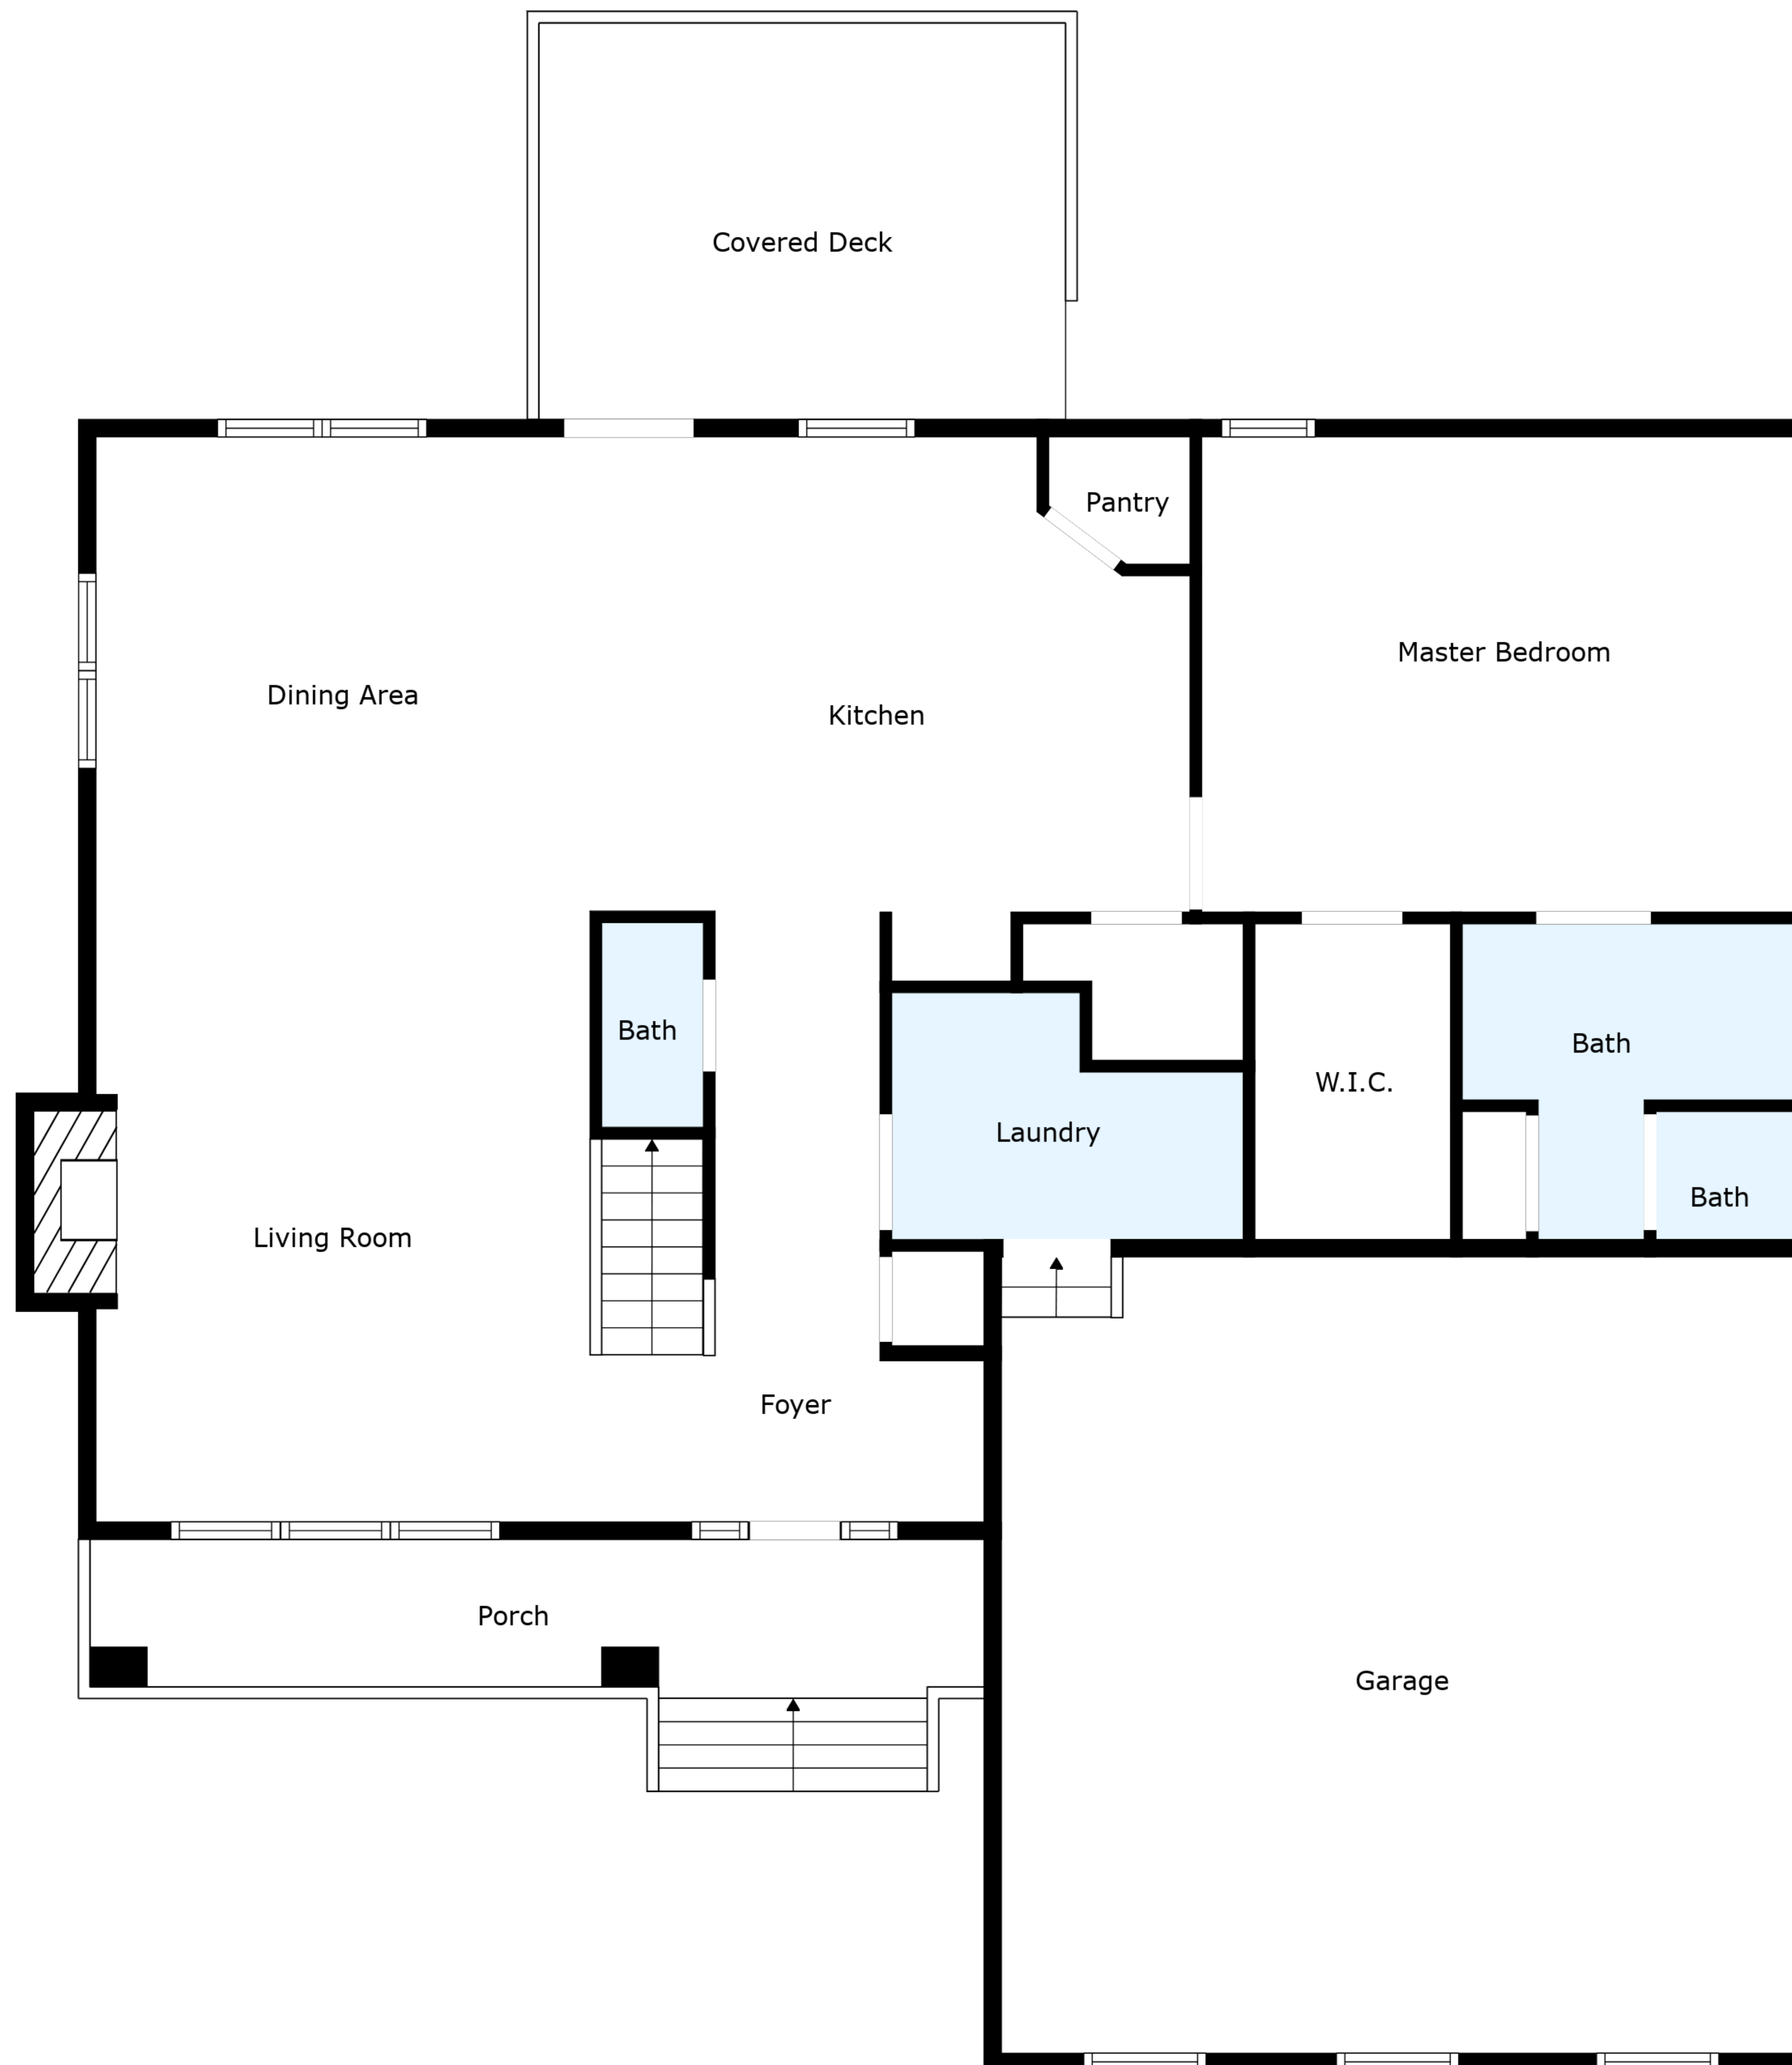 Covered Deck
Pantry
Master Bedroom
Dining Area
Kitchen
Bath
Bath
W.I.C.
Laundry
Bath
Living Room
Foyer
Porch
Garage